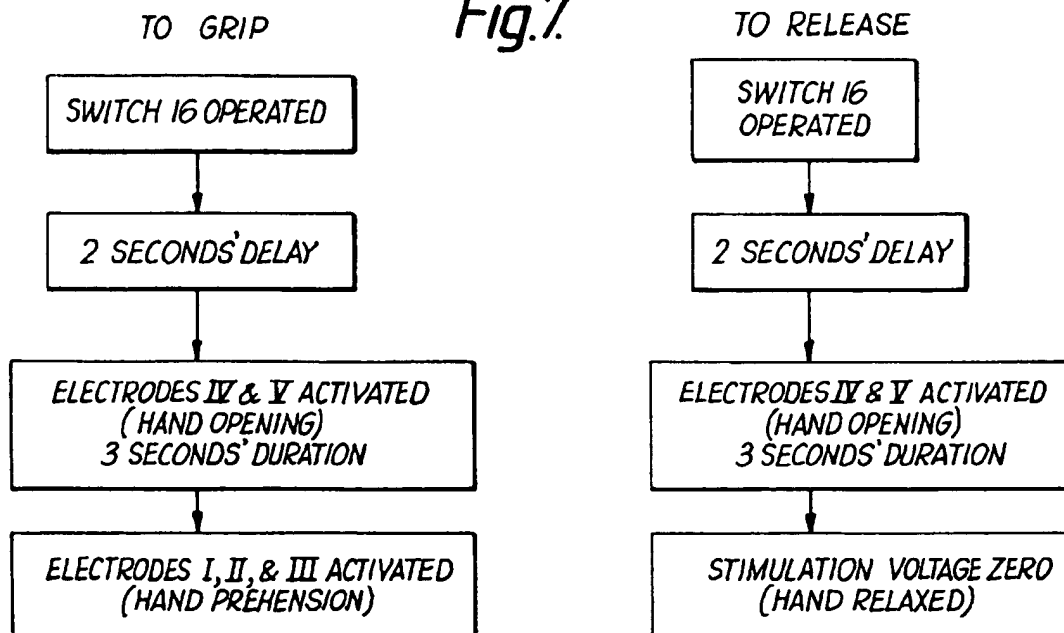 Fig.7.
TO GRIP
SWITCH 16 OPERATED
2 SECONDS' DELAY
ELECTRODES IV & V ACTIVATED
(HAND OPENING)
3 SECONDS' DURATION
ELECTRODES I, II, & III ACTIVATED
(HAND PREHENSION)
TO RELEASE
SWITCH 16
OPERATED
2 SECONDS' DELAY
ELECTRODES IV & V ACTIVATED
(HAND OPENING)
3 SECONDS' DURATION
STIMULATION VOLTAGE ZERO
(HAND RELAXED)